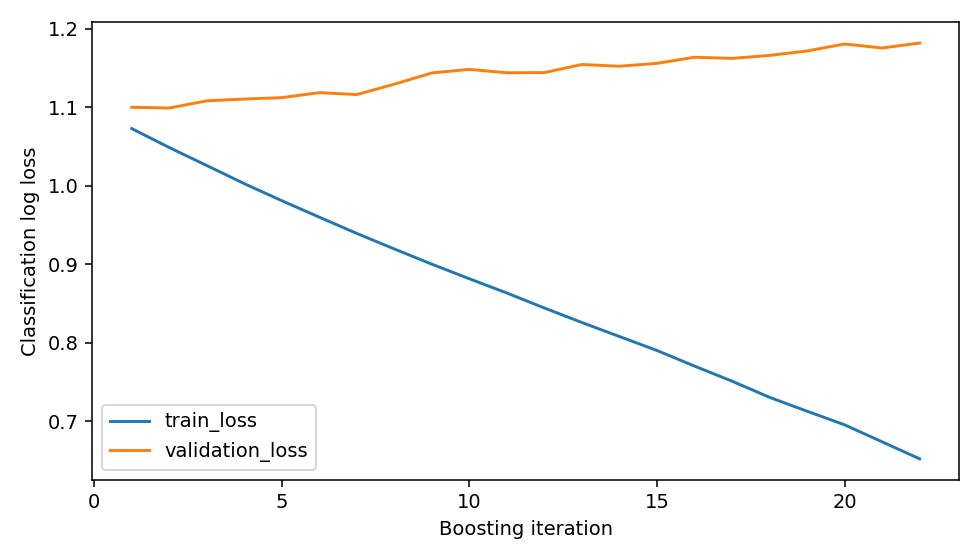 1.2
1.1
1.0
0.9
0.8
0.7
Classification log loss
train_loss
validation_loss
0 5 10 15 20
Boosting iteration